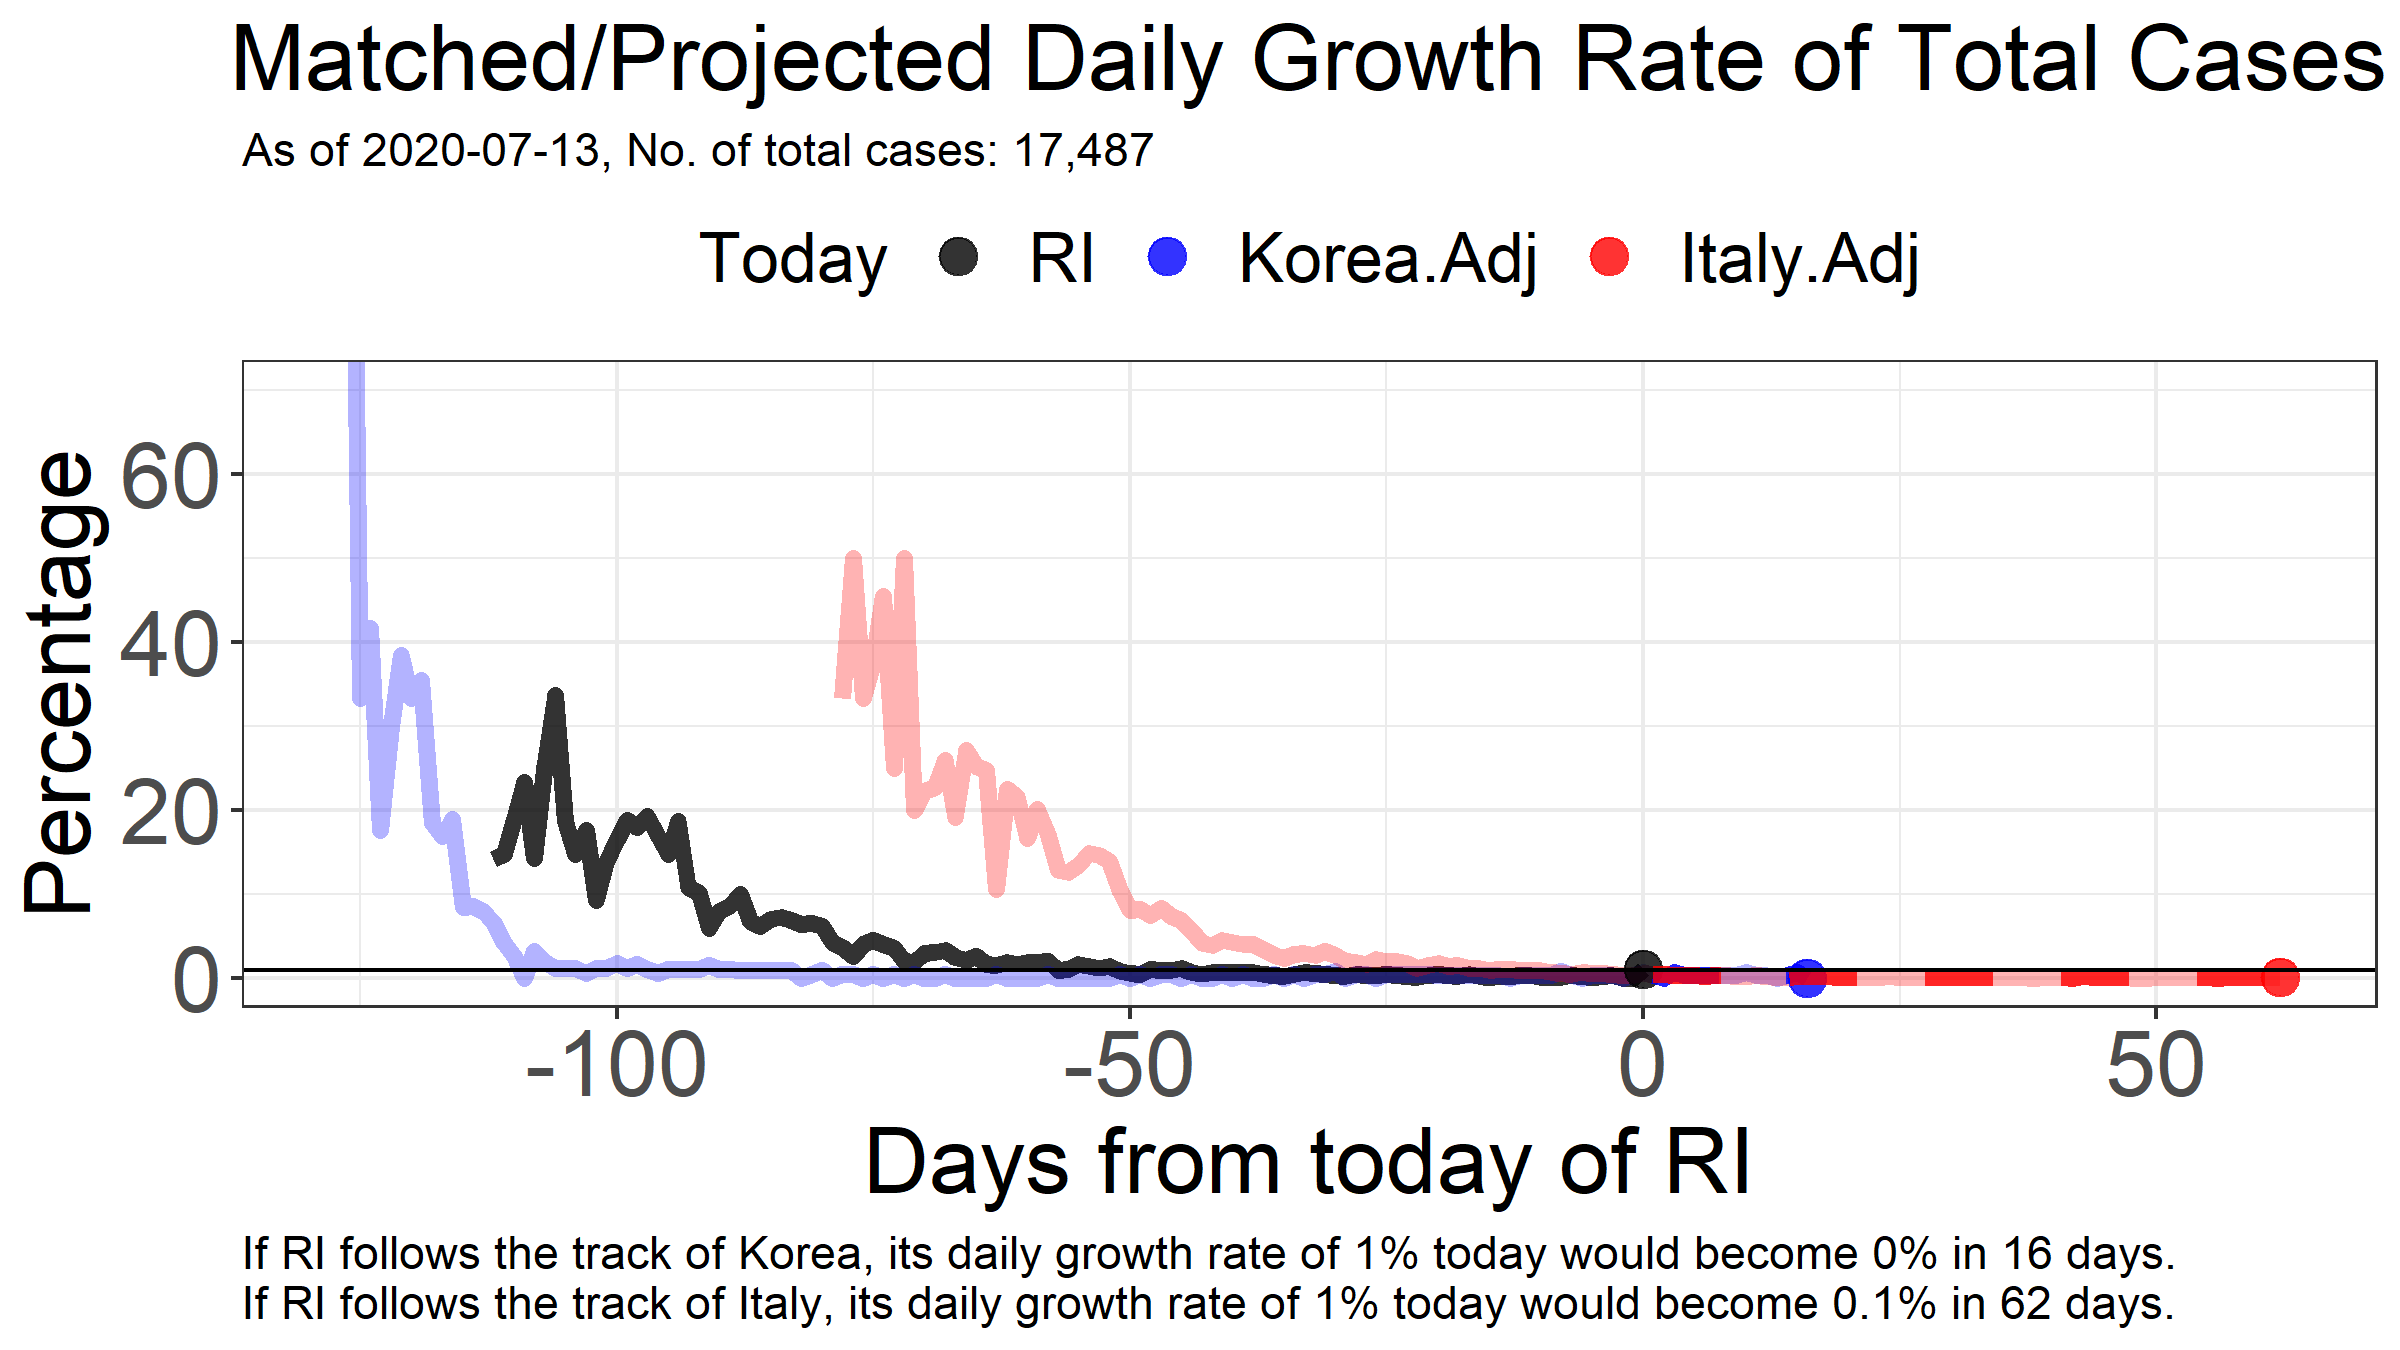 Matched/Projected Daily Growth Rate of Total Cases
As of 2020-07-13, No. of total cases: 17,487
Today RI Korea.Adj Italy.Adj
Percentage
60
40
20
0
-100 -50 0 50
Days from today of RI
If RI follows the track of Korea, its daily growth rate of 1% today would become 0% in 16 days.
If RI follows the track of Italy, its daily growth rate of 1% today would become 0.1% in 62 days.